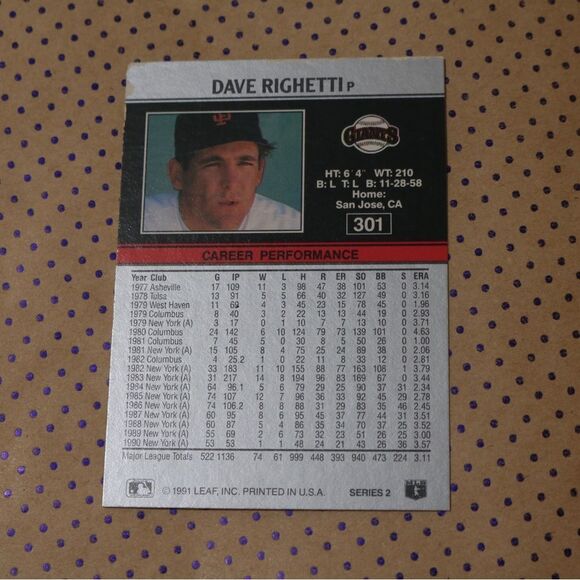 DAVE RIGHETTI P
SF
GIANTS
HT: 6' 4" WT: 210
B: L T: L B: 11-28-58
Home:
San Jose, CA
301
CAREER PERFORMANCE
Year Club G IP W L H R ER SO BB S ERA
1977 Asheville 17 109 11 3 98 47 38 101 53 0 3.14
1978 Tulsa 13 91 5 5 66 40 32 127 49 0 3.16
1979 West Haven 11 69 4 3 45 23 15 78 45 0 1.96
1979 Columbus 8 40 3 2 22 13 13 44 19 0 2.93
1979 New York (A) 3 17 0 1 10 7 7 13 10 0 3.71
1980 Columbus 24 142 6 10 124 79 73 139 101 0 4.63
1981 Columbus 7 45 5 0 30 8 5 50 26 0 1.00
1981 New York (A) 15 105 8 4 75 25 24 89 38 0 2.06
1982 Columbus 4 25.2 1 0 22 11 8 33 12 0 2.81
1982 New York (A) 33 183 11 10 155 88 77 163 108 1 3.79
1983 New York (A) 31 217 14 8 194 96 83 169 67 0 3.44
1984 New York (A) 64 96.1 5 6 79 29 25 90 37 31 2.34
1985 New York (A) 74 107 12 7 96 36 33 92 45 29 2.78
1986 New York (A) 74 106.2 8 8 88 31 29 83 35 46 2.45
1987 New York (A) 60 95 8 6 95 45 37 77 44 31 3.51
1988 New York (A) 60 87 5 4 86 35 34 70 37 25 3.52
1989 New York (A) 55 69 2 6 73 32 23 51 26 25 3.00
1990 New York (A) 53 53 1 1 48 24 21 43 26 36 3.57
Major League Totals 522 1136 74 61 999 448 393 940 473 224 3.11
© 1991 LEAF, INC. PRINTED IN U.S.A. SERIES 2